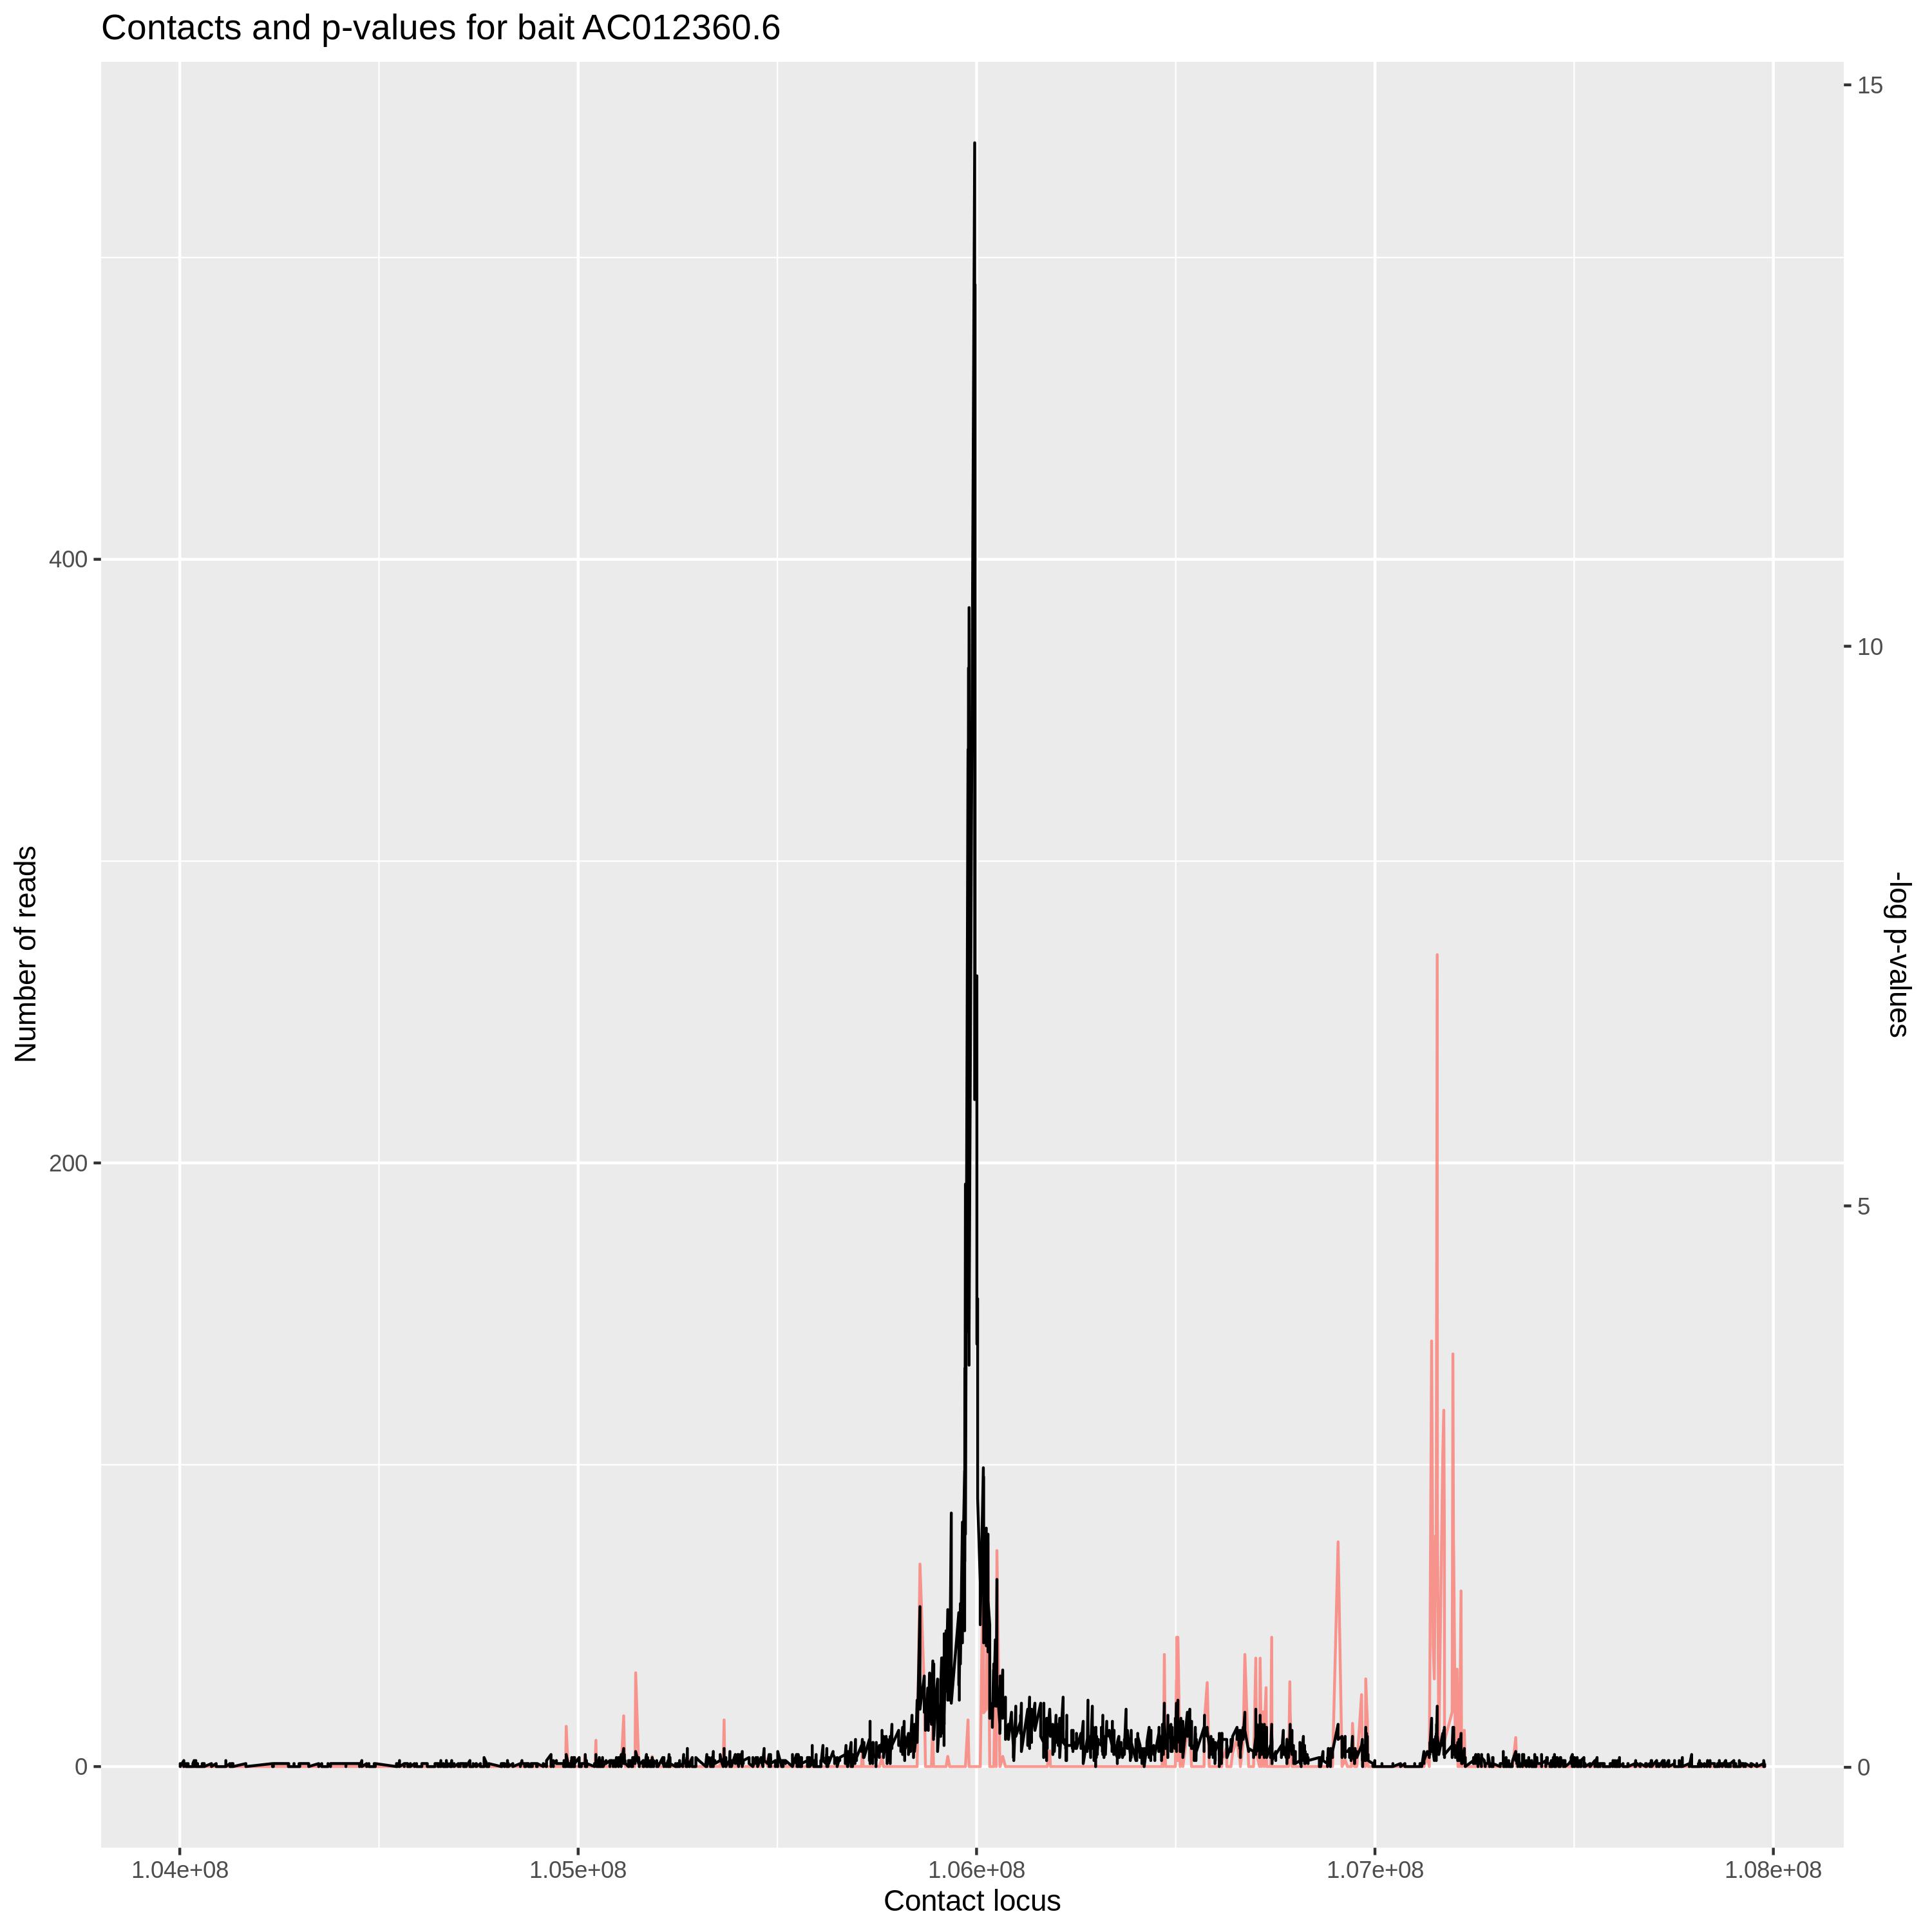 Contacts and p-values for bait AC012360.6
15
400
10
Number of reads
-log p-values
200
5
0
0
1.04e+08
1.05e+08
1.06e+08
1.07e+08
1.08e+08
Contact locus